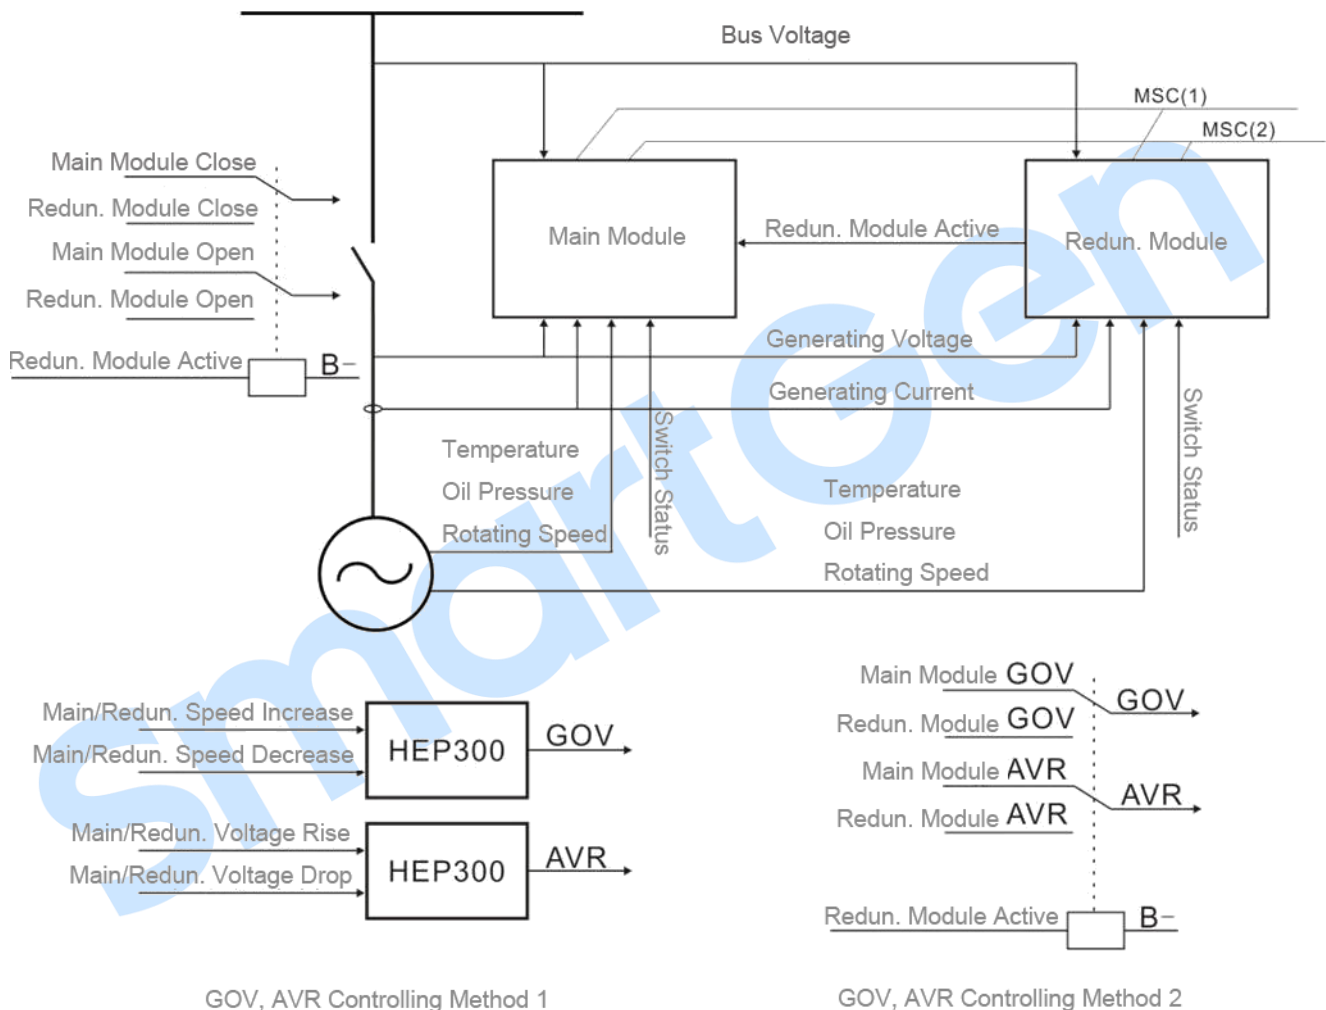 Bus Voltage
MSC(1)
MSC(2)
Main Module Close
Redun. Module Close
Main Module Open
Redun. Module Open
Redun. Module Active
B-
Main Module
Redun. Module Active
Redun. Module
Generating Voltage
Generating Current
Switch Status
Switch Status
Temperature
Oil Pressure
Rotating Speed
Temperature
Oil Pressure
Rotating Speed
SmartGen
Main/Redun. Speed Increase
Main/Redun. Speed Decrease
HEP300
GOV
Main/Redun. Voltage Rise
Main/Redun. Voltage Drop
HEP300
AVR
GOV, AVR Controlling Method 1
Main Module GOV
GOV
Redun. Module GOV
Main Module AVR
AVR
Redun. Module AVR
Redun. Module Active
B-
GOV, AVR Controlling Method 2